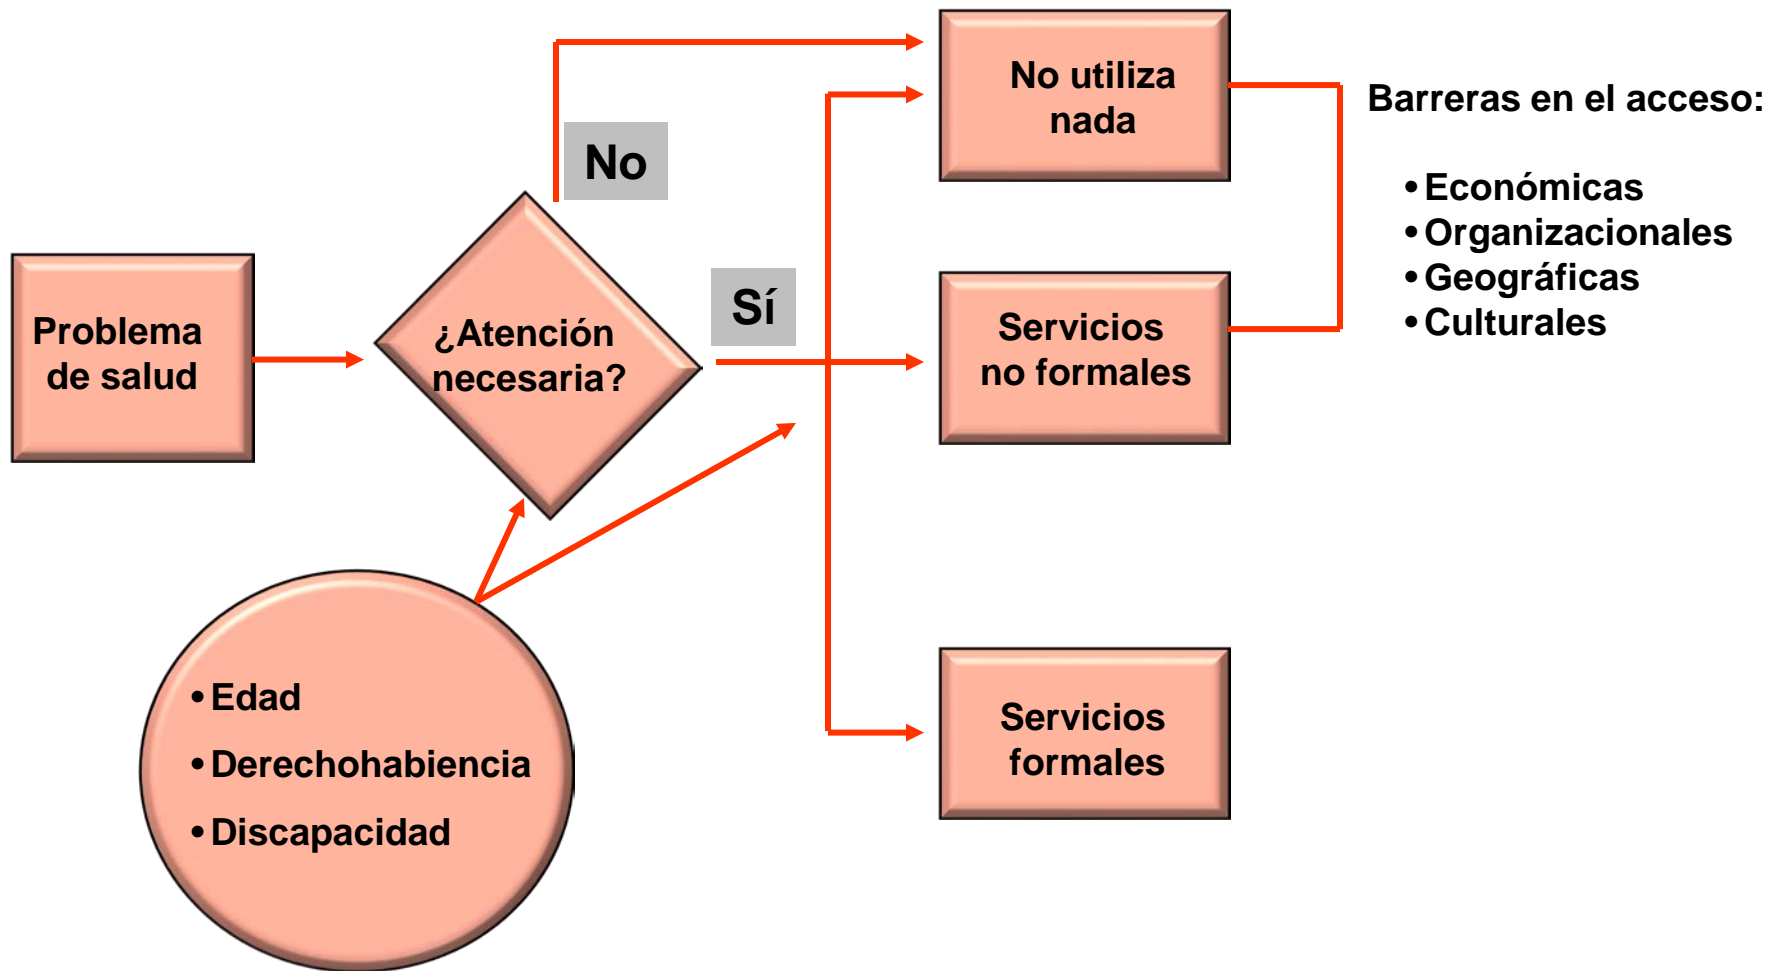 Problema
de salud
¿Atención
necesaria?
No
Sí
• Edad
• Derechohabiencia
• Discapacidad
No utiliza
nada
Servicios
no formales
Servicios
formales
Barreras en el acceso:
• Económicas
• Organizacionales
• Geográficas
• Culturales